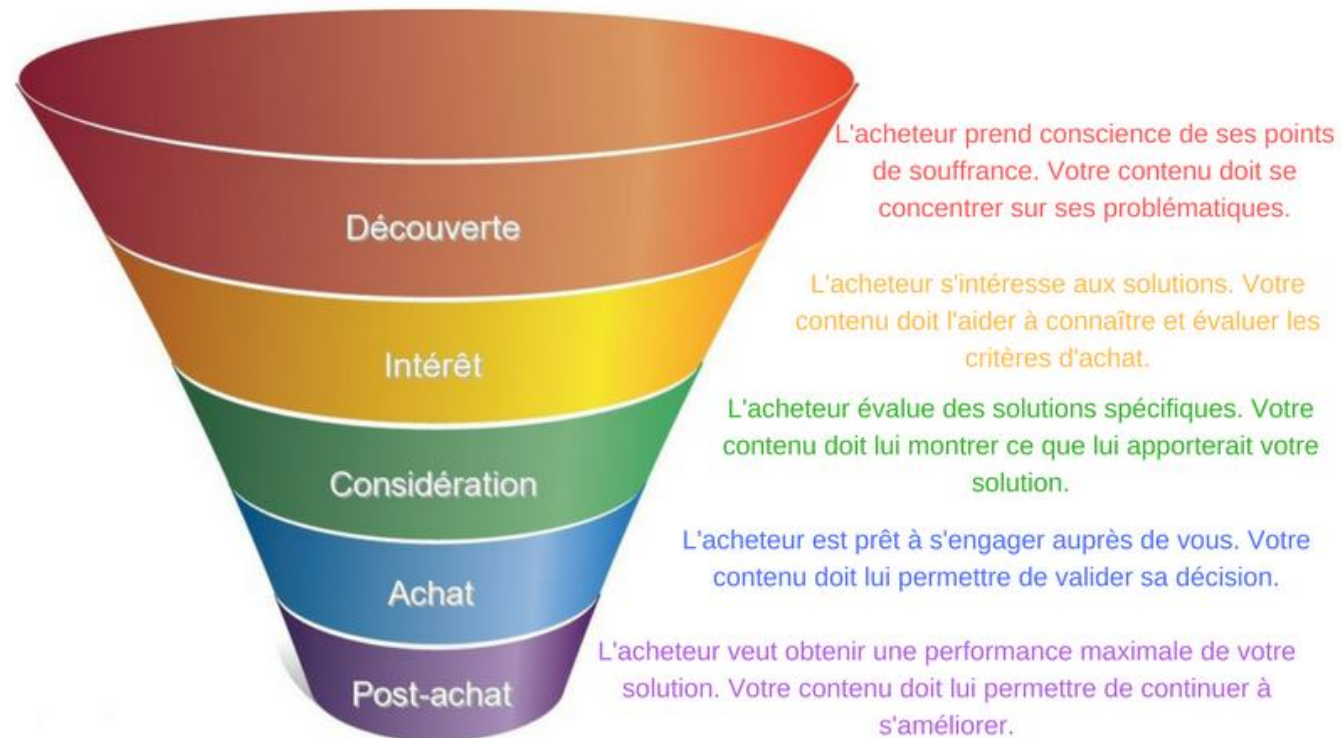 Découverte
L'acheteur prend conscience de ses points
de souffrance. Votre contenu doit se
concentrer sur ses problématiques.
Intérêt
L'acheteur s'intéresse aux solutions. Votre
contenu doit l'aider à connaître et évaluer les
critères d'achat.
Considération
L'acheteur évalue des solutions spécifiques. Votre
contenu doit lui montrer ce que lui apporterait votre
solution.
Achat
L'acheteur est prêt à s'engager auprès de vous. Votre
contenu doit lui permettre de valider sa décision.
Post-achat
L'acheteur veut obtenir une performance maximale de votre
solution. Votre contenu doit lui permettre de continuer à
s'améliorer.